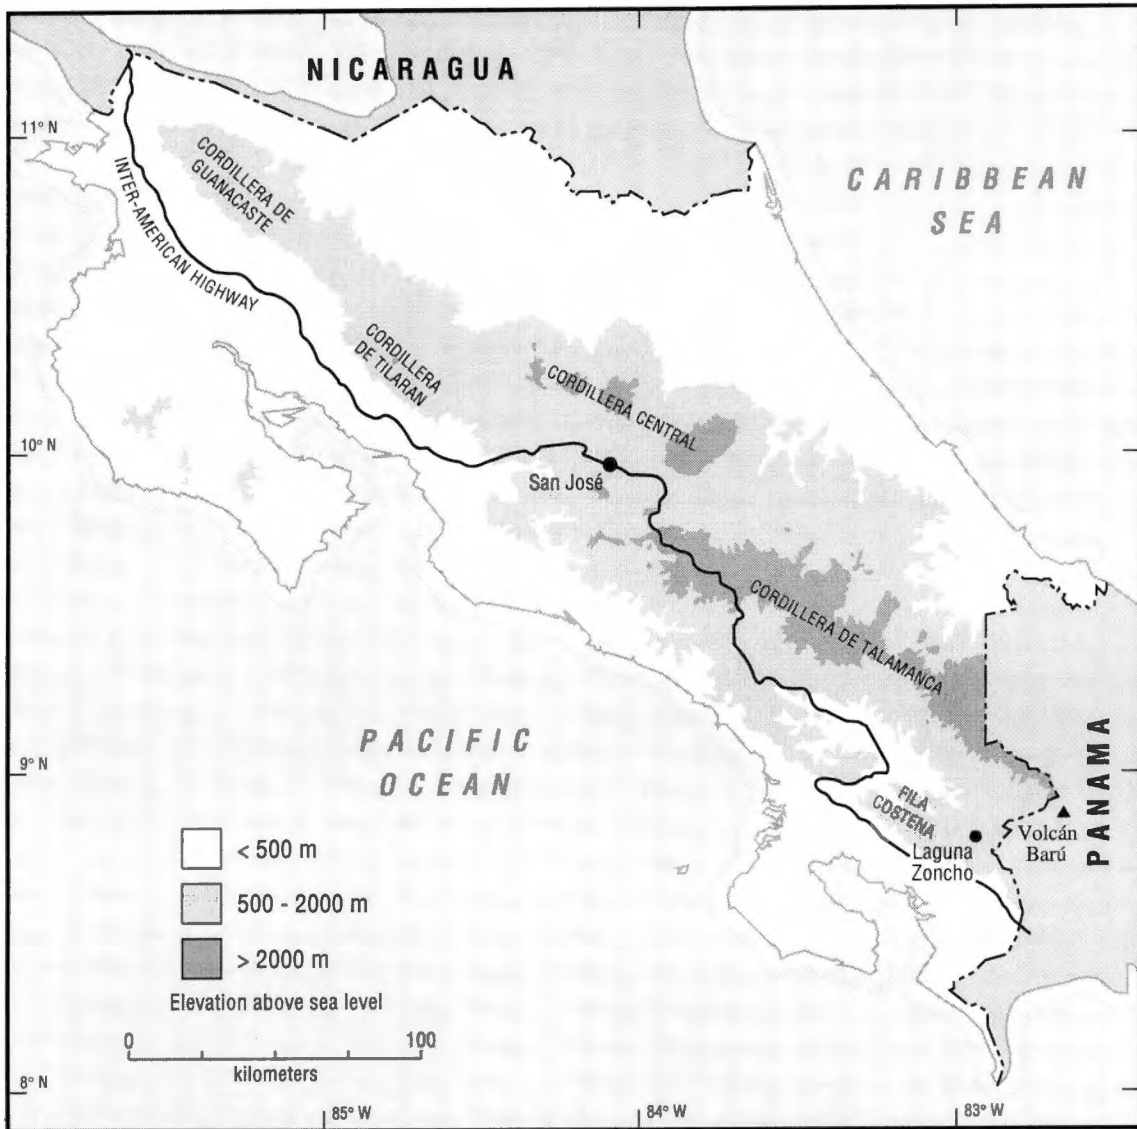 NICARAGUA
11° N
CORDILLERA DE
GUANACASTE
CARIBBEAN
SEA
INTER-AMERICAN HIGHWAY
CORDILLERA
DE TILARAN
CORDILLERA CENTRAL
10° N
San José
CORDILLERA DE TALAMANCA
PACIFIC
OCEAN
9° N
FILA
COSTENA
PANAMA
Volcán
Barú
Laguna
Zoncho
< 500 m
500 - 2000 m
> 2000 m
Elevation above sea level
0
100
kilometers
8° N
85° W
84° W
83° W